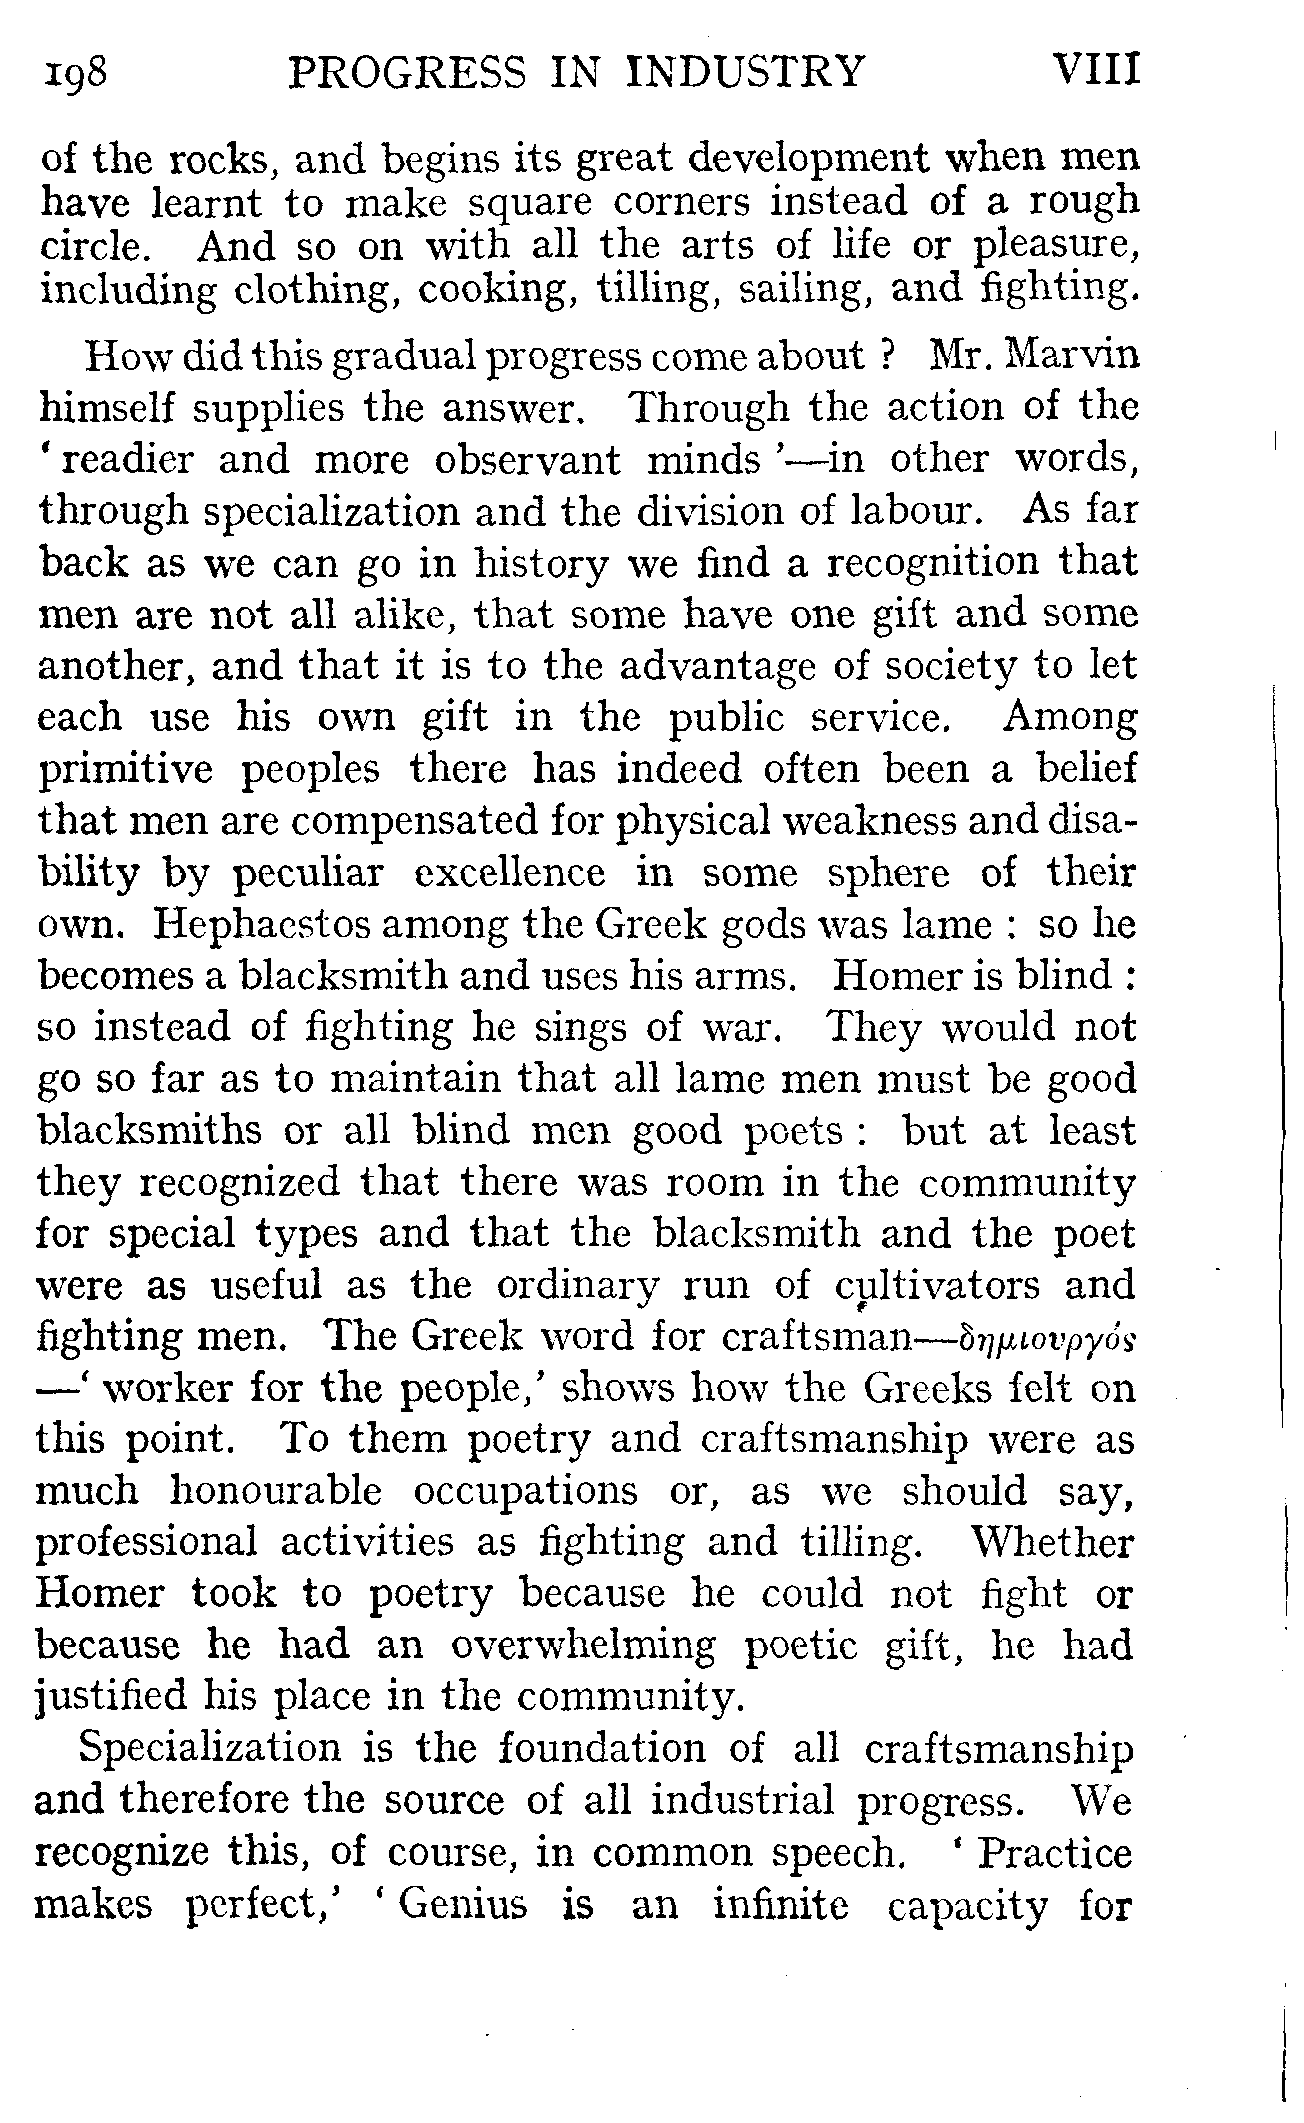 198 PROGRESS IN INDUSTRY VIII
of the rocks, and begins its great development when men
have learnt to make square corners instead of a rough
circle. And so on with all the arts of life or pleasure,
including clothing, cooking, tilling, sailing, and fighting.
How did this gradual progress come about ? Mr. Marvin
himself supplies the answer. Through the action of the
‘ readier and more observant minds ’—in other words,
through specialization and the division of labour. As far
back as we can go in history we find a recognition that
men are not all alike, that some have one gift and some
another, and that it is to the advantage of society to let
each use his own gift in the public service. Among
primitive peoples there has indeed often been a belief
that men are compensated for physical weakness and disa-
bility by peculiar excellence in some sphere of their
own. Hephaestos among the Greek gods was lame : so he
becomes a blacksmith and uses his arms. Homer is blind :
so instead of fighting he sings of war. They would not
go so far as to maintain that all lame men must be good
blacksmiths or all blind men good poets : but at least
they recognized that there was room in the community
for special types and that the blacksmith and the poet
were as useful as the ordinary run of cultivators and
fighting men. The Greek word for craftsman—δημιουργός
—‘ worker for the people,’ shows how the Greeks felt on
this point. To them poetry and craftsmanship were as
much honourable occupations or, as we should say,
professional activities as fighting and tilling. Whether
Homer took to poetry because he could not fight or
because he had an overwhelming poetic gift, he had
justified his place in the community.
Specialization is the foundation of all craftsmanship
and therefore the source of all industrial progress. We
recognize this, of course, in common speech. ‘ Practice
makes perfect,’ ‘ Genius is an infinite capacity for